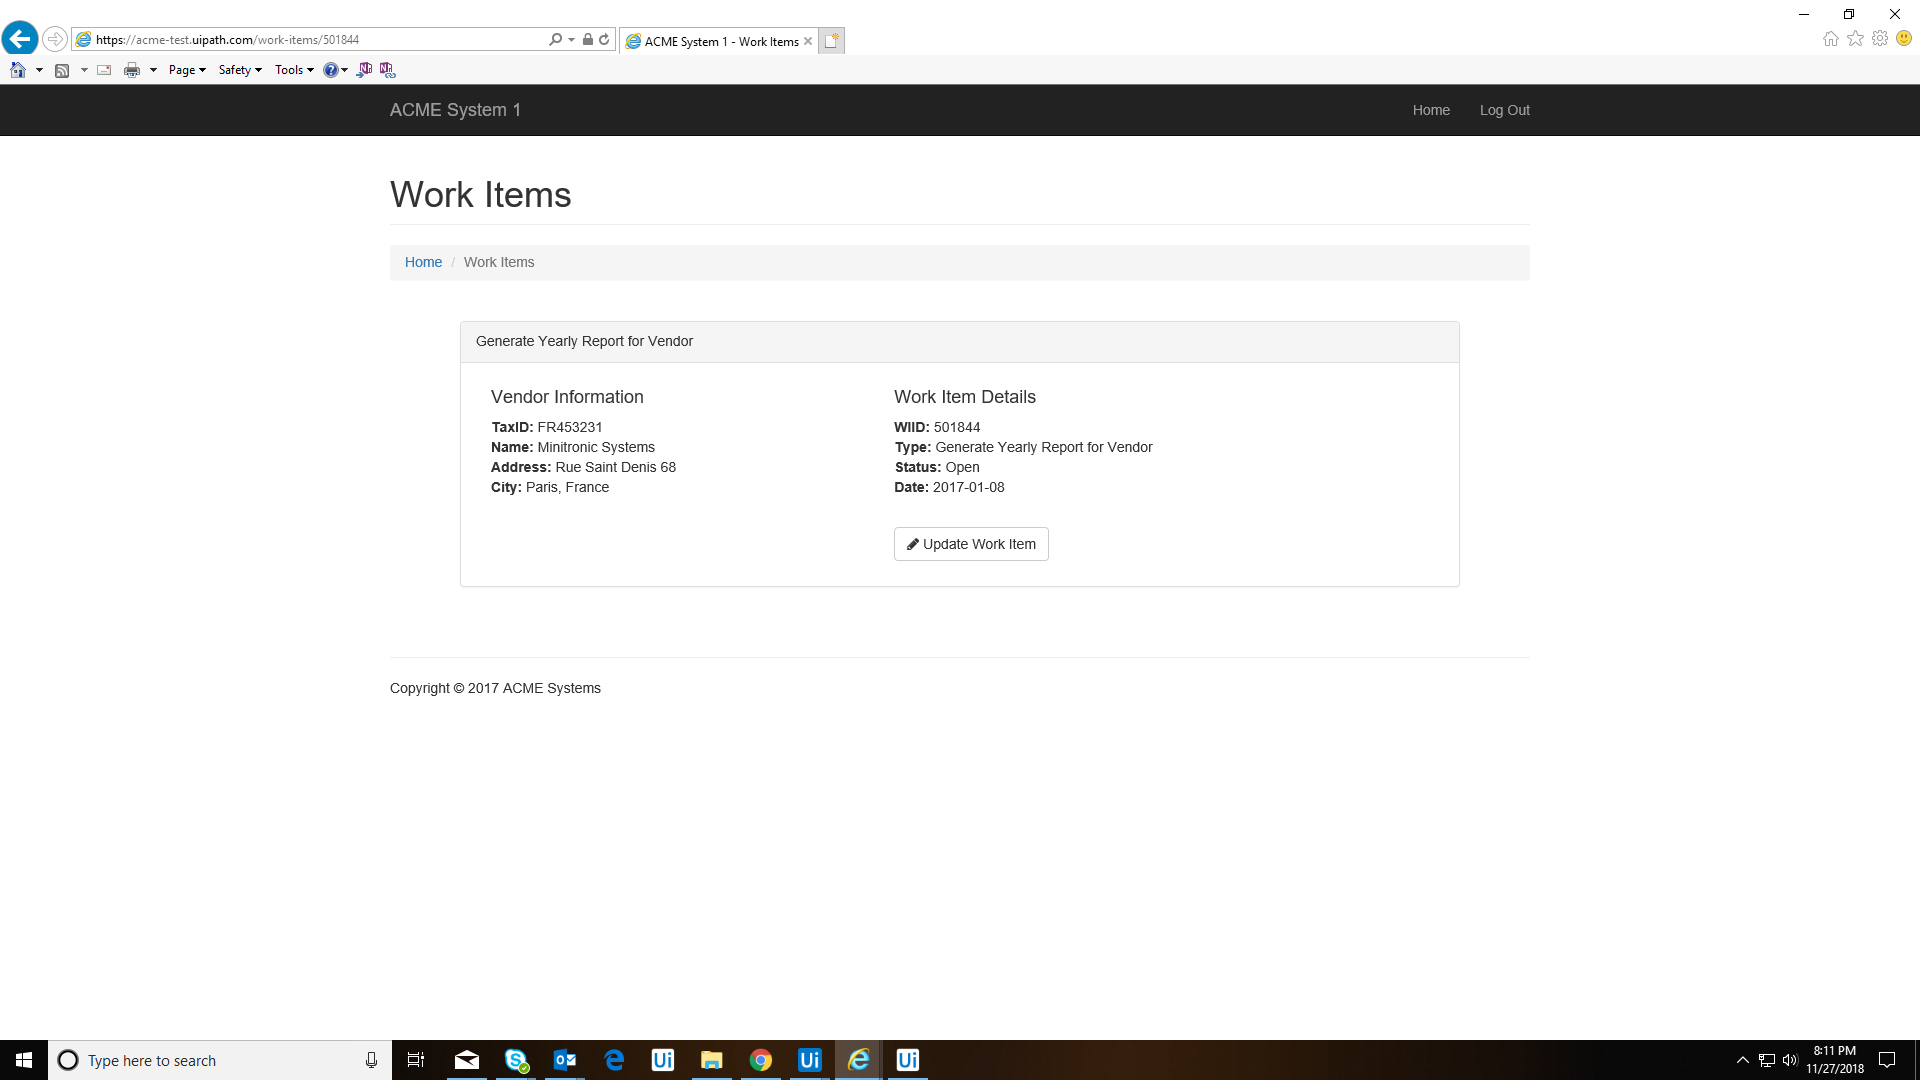 https://acme-test.uipath.com/work-items/501844
ACME System 1 - Work Items
Page
Safety
Tools
ACME System 1
Home
Log Out
Work Items
Home / Work Items
Generate Yearly Report for Vendor
Vendor Information
TaxID: FR453231
Name: Minitronic Systems
Address: Rue Saint Denis 68
City: Paris, France
Work Item Details
WIID: 501844
Type: Generate Yearly Report for Vendor
Status: Open
Date: 2017-01-08
Update Work Item
Copyright © 2017 ACME Systems
Type here to search
Ui
Ui
Ui
8:11 PM
11/27/2018